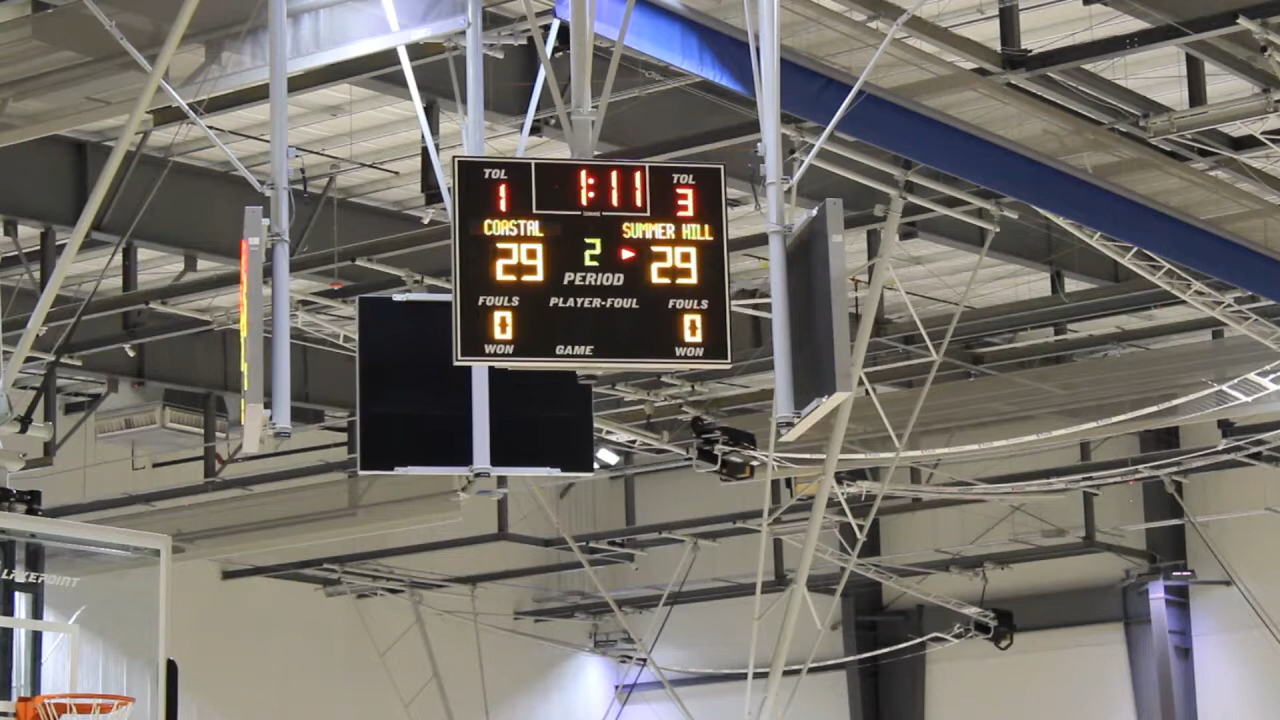 TOL 1:11 TOL
1 3
COASTAL SUMMER HILL
29 2 29
PERIOD
FOULS PLAYER-FOUL FOULS
0 0
WON GAME WON
LAKEPOINT